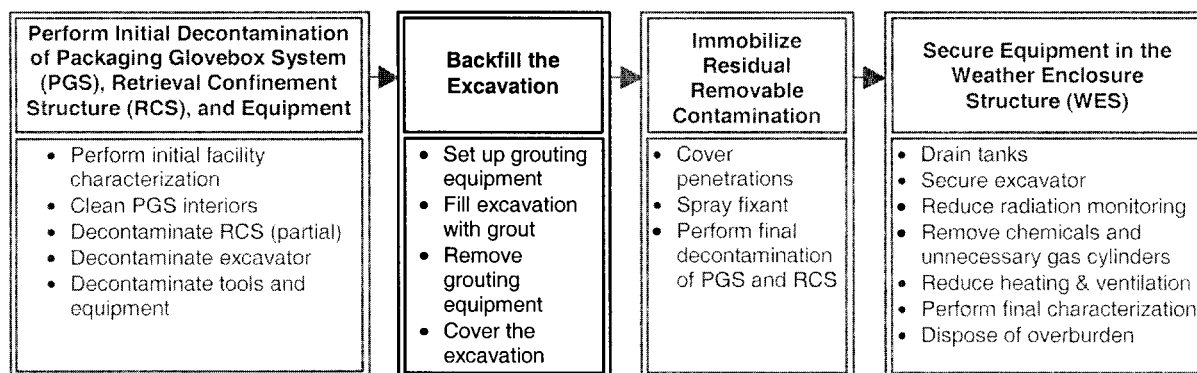 Perform Initial Decontamination
of Packaging Glovebox System
(PGS), Retrieval Confinement
Structure (RCS), and Equipment
• Perform initial facility
characterization
• Clean PGS interiors
• Decontaminate RCS (partial)
• Decontaminate excavator
• Decontaminate tools and
equipment
Backfill the
Excavation
• Set up grouting
equipment
• Fill excavation
with grout
• Remove
grouting
equipment
• Cover the
excavation
Immobilize
Residual
Removable
Contamination
• Cover
penetrations
• Spray fixant
• Perform final
decontamination
of PGS and RCS
Secure Equipment in the
Weather Enclosure
Structure (WES)
• Drain tanks
• Secure excavator
• Reduce radiation monitoring
• Remove chemicals and
unnecessary gas cylinders
• Reduce heating & ventilation
• Perform final characterization
• Dispose of overburden